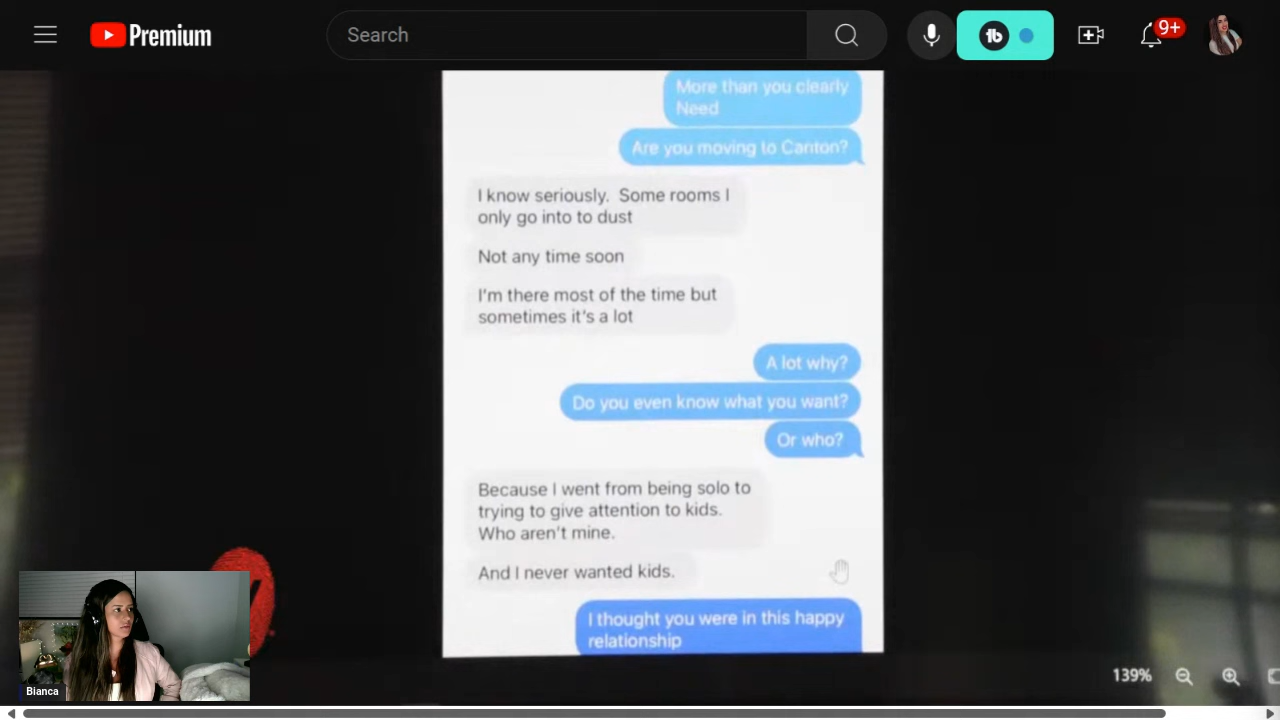 Premium
Search
9+
More than you clearly
Need
Are you moving to Canton?
I know seriously.  Some rooms I
only go into to dust
Not any time soon
I'm there most of the time but
sometimes it's a lot
A lot why?
Do you even know what you want?
Or who?
Because I went from being solo to
trying to give attention to kids.
Who aren't mine.
And I never wanted kids.
I thought you were in this happy
relationship
Bianca
139%